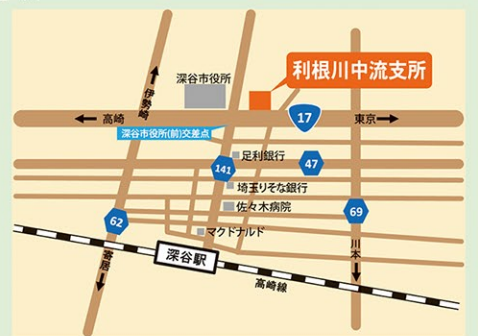 利根川中流支所
深谷市役所
伊勢崎
高崎
17
東京
深谷市役所(前)交差点
足利銀行
141
47
埼玉りそな銀行
佐々木病院
62
69
マクドナルド
深谷駅
川本
寄居
高崎線